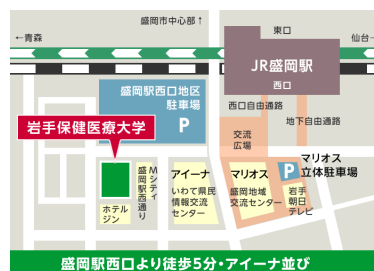 盛岡市中心部↑
←青森
東口
仙台→
JR盛岡駅
西口
盛岡駅西口地区
駐車場
P
西口自由通路
地下自由通路
岩手保健医療大学
交流
広場
マリオス
立体駐車場
P
Mシティ
盛岡駅西通り
アイーナ
いわて県民
情報交流
センター
マリオス
盛岡地域
交流センター
岩手
朝日
テレビ
ホテル
ジン
盛岡駅西口より徒歩5分・アイーナ並び